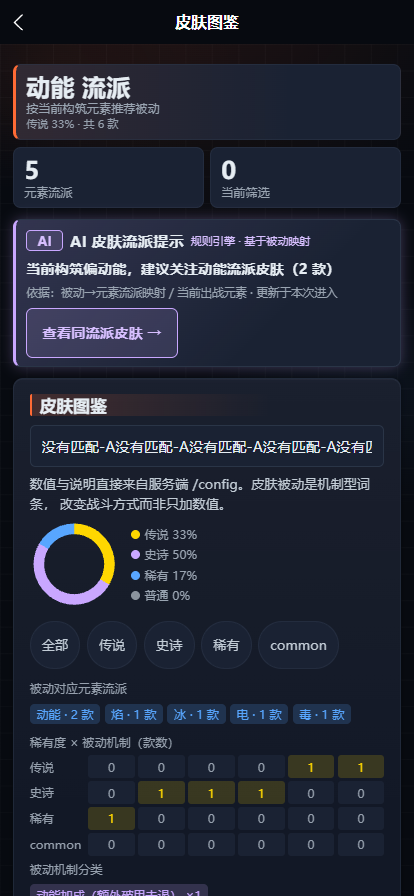 皮肤图鉴
动能 流派
按当前构筑元素推荐被动
传说 33% · 共 6 款
5
元素流派
0
当前筛选
AI AI 皮肤流派提示 规则引擎 · 基于被动映射
当前构筑偏动能，建议关注动能流派皮肤（2 款）
依据：被动→元素流派映射 / 当前出战元素 · 更新于本次进入
查看同流派皮肤 →
皮肤图鉴
没有匹配-A没有匹配-A没有匹配-A没有匹配-A没有
数值与说明直接来自服务端 /config。皮肤被动是机制型词
条， 改变战斗方式而非只加数值。
传说 33%
史诗 50%
稀有 17%
普通 0%
全部 传说 史诗 稀有 common
被动对应元素流派
动能 · 2 款 焰 · 1 款 冰 · 1 款 电 · 1 款 毒 · 1 款
稀有度 × 被动机制（款数）
传说 0 0 0 0 1 1
史诗 0 1 1 1 0 0
稀有 1 0 0 0 0 0
common 0 0 0 0 0 0
被动机制分类
动能加成（额外破甲击退） ×1